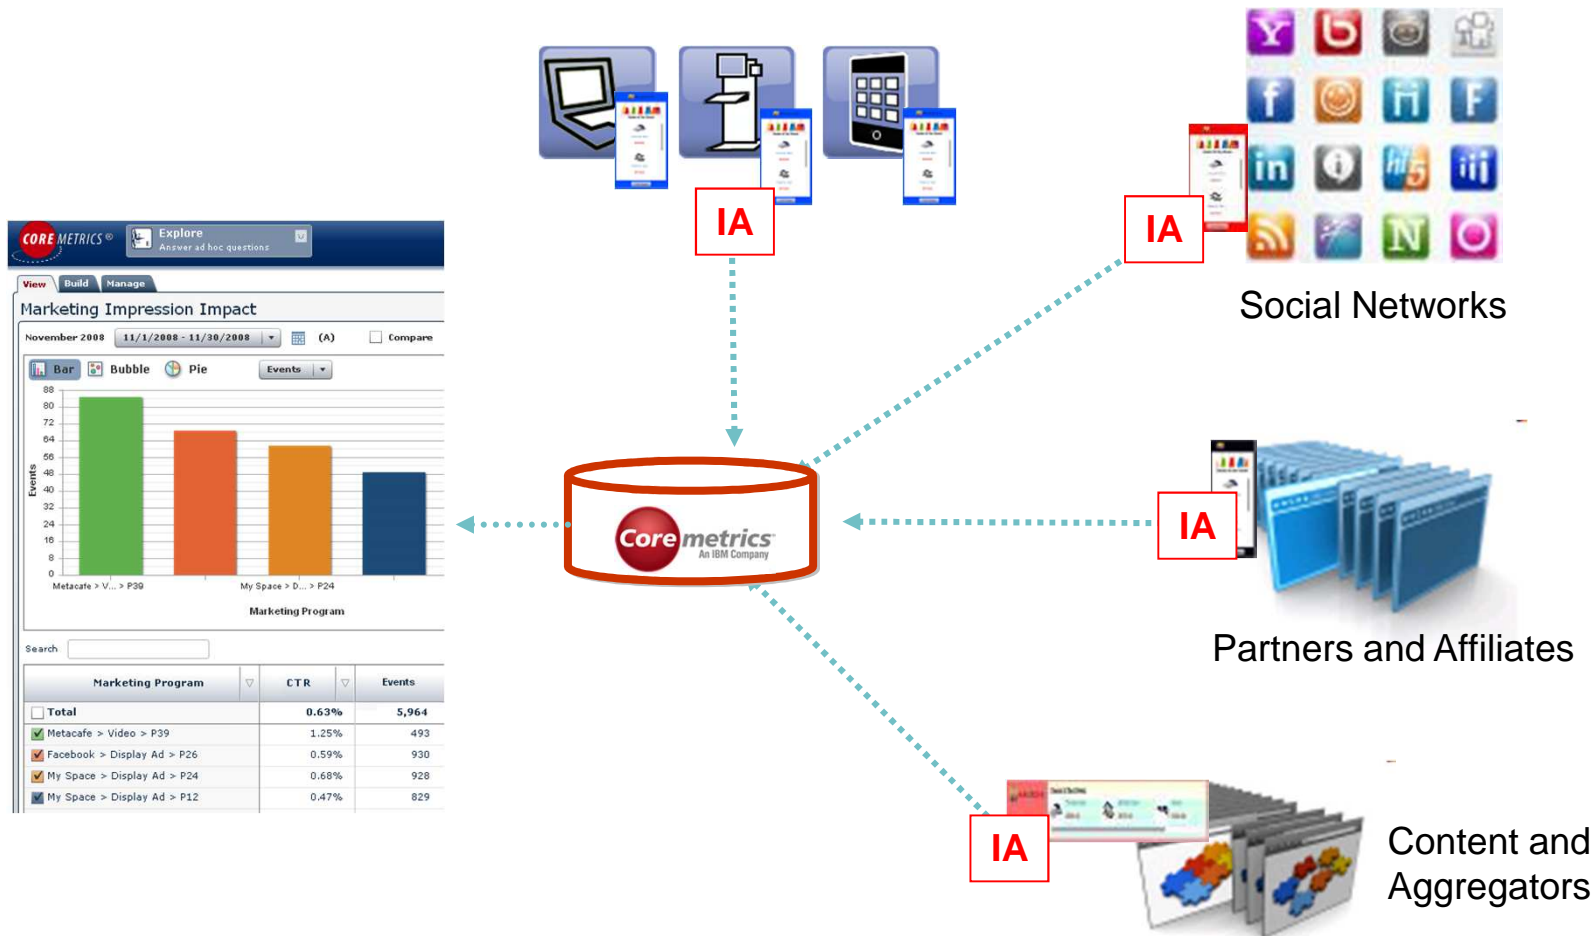 CORE METRICS®
Explore
Answer ad hoc questions
View Build Manage
Marketing Impression Impact
November 2008 11/1/2008 - 11/30/2008 (A) Compare
Bar Bubble Pie Events
88
80
72
64
56
48
40
32
24
16
8
0
Events
Metacafe > V... > P39 My Space > D... > P24
Marketing Program
Search
Marketing Program CTR Events
Total 0.63% 5,964
Metacafe > Video > P39 1.25% 493
Facebook > Display Ad > P26 0.59% 930
My Space > Display Ad > P24 0.68% 928
My Space > Display Ad > P12 0.47% 829
IA
Coremetrics
An IBM Company
IA
Y b
f F
in i hi5
N
Social Networks
IA
Partners and Affiliates
IA
Content and
Aggregators